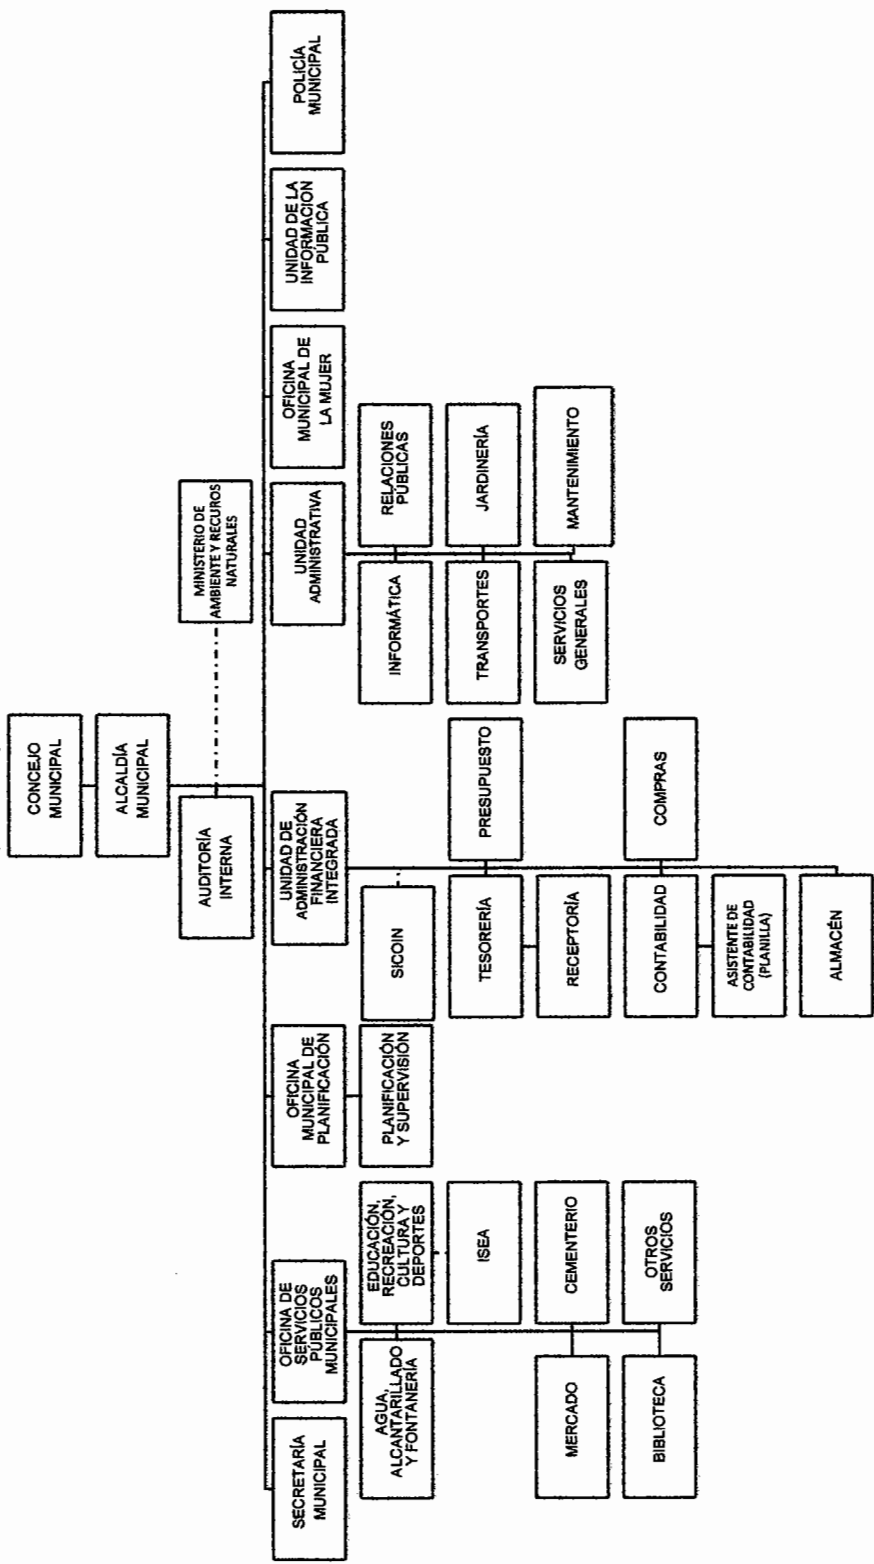 CONCEJO
MUNICIPAL
ALCALDÍA
MUNICIPAL
AUDITORÍA
INTERNA
MINISTERIO DE
AMBIENTE Y RECUROS
NATURALES
SECRETARÍA
MUNICIPAL
OFICINA DE
SERVICIOS
PÚBLICOS
MUNICIPALES
OFICINA
MUNICIPAL DE
PLANIFICACIÓN
UNIDAD DE
ADMINISTRACIÓN
FINANCIERA
INTEGRADA
UNIDAD
ADMINISTRATIVA
OFICINA
MUNICIPAL DE
LA MUJER
UNIDAD DE LA
INFORMACIÓN
PÚBLICA
POLICÍA
MUNICIPAL
AGUA,
ALCANTARILLADO
Y FONTANERÍA
EDUCACIÓN,
RECREACIÓN,
CULTURA Y
DEPORTES
ISEA
MERCADO
CEMENTERIO
BIBLIOTECA
OTROS
SERVICIOS
PLANIFICACIÓN
Y SUPERVISIÓN
SICOIN
TESORERÍA
PRESUPUESTO
RECEPTORÍA
CONTABILIDAD
COMPRAS
ASISTENTE DE
CONTABILIDAD
(PLANILLA)
ALMACÉN
INFORMÁTICA
RELACIONES
PÚBLICAS
TRANSPORTES
JARDINERÍA
SERVICIOS
GENERALES
MANTENIMIENTO